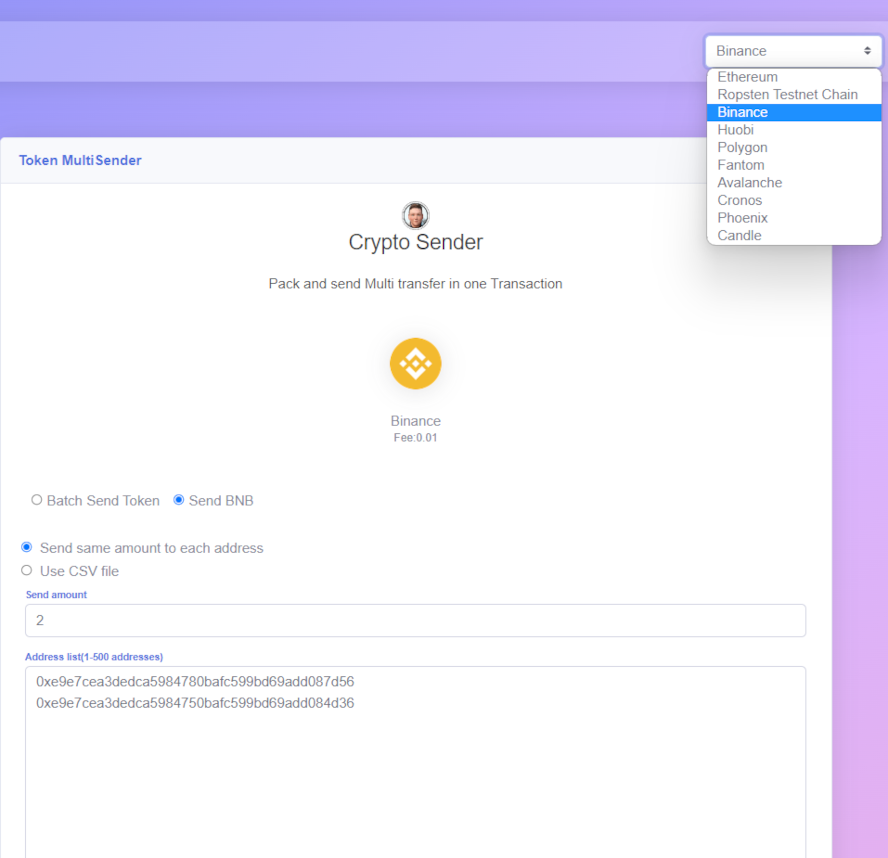 Binance
Ethereum
Ropsten Testnet Chain
Binance
Huobi
Polygon
Fantom
Avalanche
Cronos
Phoenix
Candle
Token MultiSender
Crypto Sender
Pack and send Multi transfer in one Transaction
Binance
Fee:0.01
Batch Send Token Send BNB
Send same amount to each address
Use CSV file
Send amount
2
Address list(1-500 addresses)
0xe9e7cea3dedca5984780bafc599bd69add087d56
0xe9e7cea3dedca5984750bafc599bd69add084d36